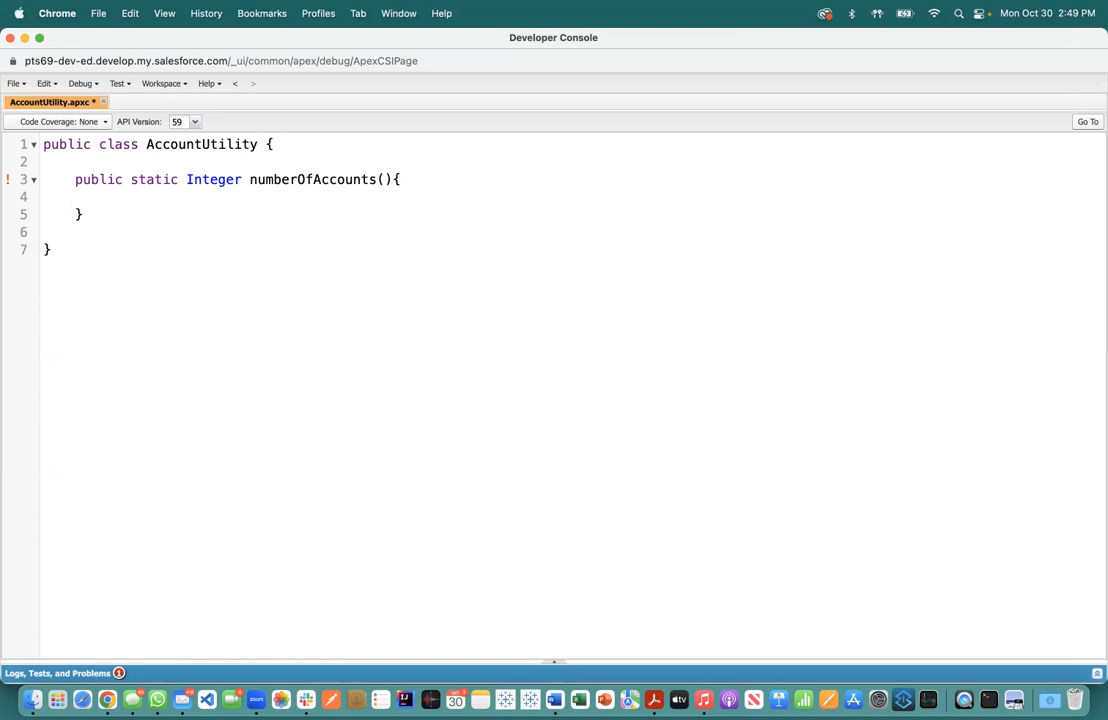 Chrome File Edit View History Bookmarks Profiles Tab Window Help Mon Oct 30 2:49 PM
Developer Console
pts69-dev-ed.develop.my.salesforce.com/_ui/common/apex/debug/ApexCSIPage
File Edit Debug Test Workspace Help < >
AccountUtility.apxc *
Code Coverage: None API Version: 59 Go To
1 public class AccountUtility {
2
! 3 public static Integer numberOfAccounts(){
4
5 }
6
7 }
Logs, Tests, and Problems 1
zoom 30